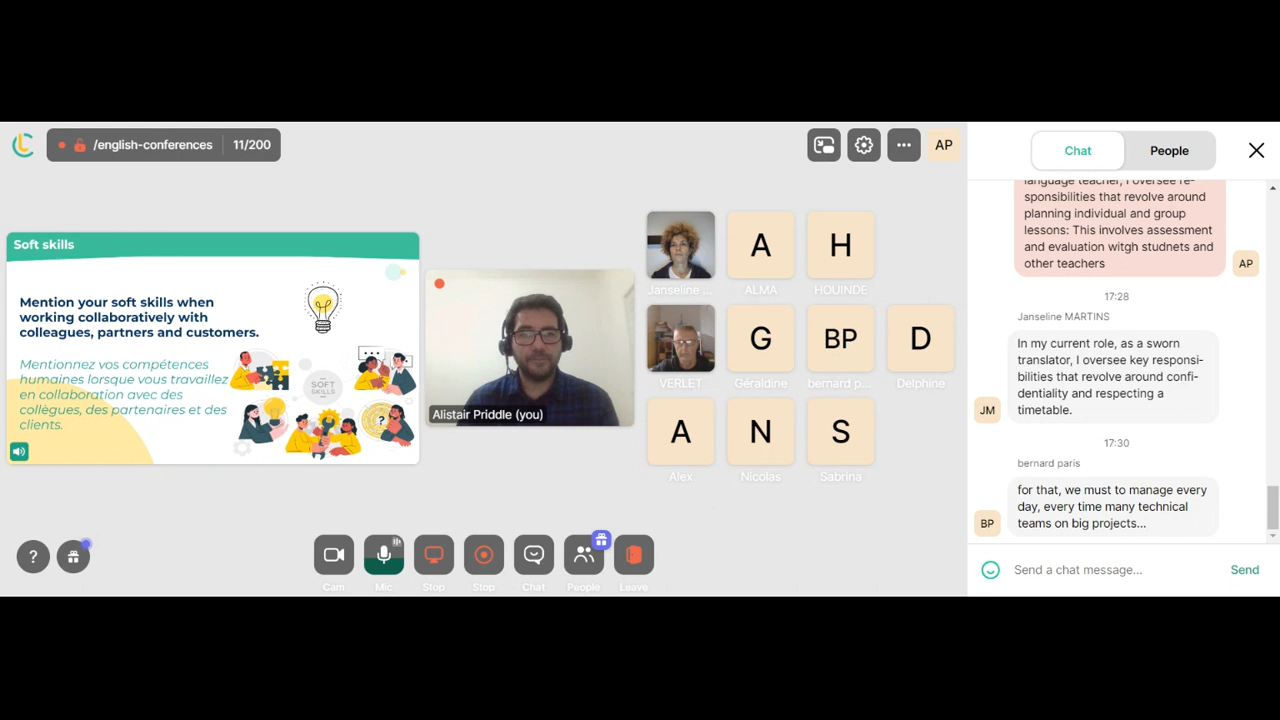 /english-conferences 11/200
AP
Chat
People
Soft skills
Mention your soft skills when
working collaboratively with
colleagues, partners and customers.
Mentionnez vos compétences
humaines lorsque vous travaillez
en collaboration avec des
collègues, des partenaires et des
clients.
SOFT
SKILLS
?
Alistair Priddle (you)
Janseline ...
A
ALMA
H
HOUINDE
VERLET
G
Géraldine
BP
bernard p...
D
Delphine
A
Alex
N
Nicolas
S
Sabrina
?
Cam
Mic
Stop
Stop
Chat
People
Leave
language teacher, I oversee re-
sponsibilities that revolve around
planning individual and group
lessons: This involves assessment
and evaluation witgh studnets and
other teachers
AP
17:28
Janseline MARTINS
In my current role, as a sworn
translator, I oversee key responsi-
bilities that revolve around confi-
dentiality and respecting a
timetable.
JM
17:30
bernard paris
for that, we must to manage every
day, every time many technical
teams on big projects...
BP
Send a chat message...
Send